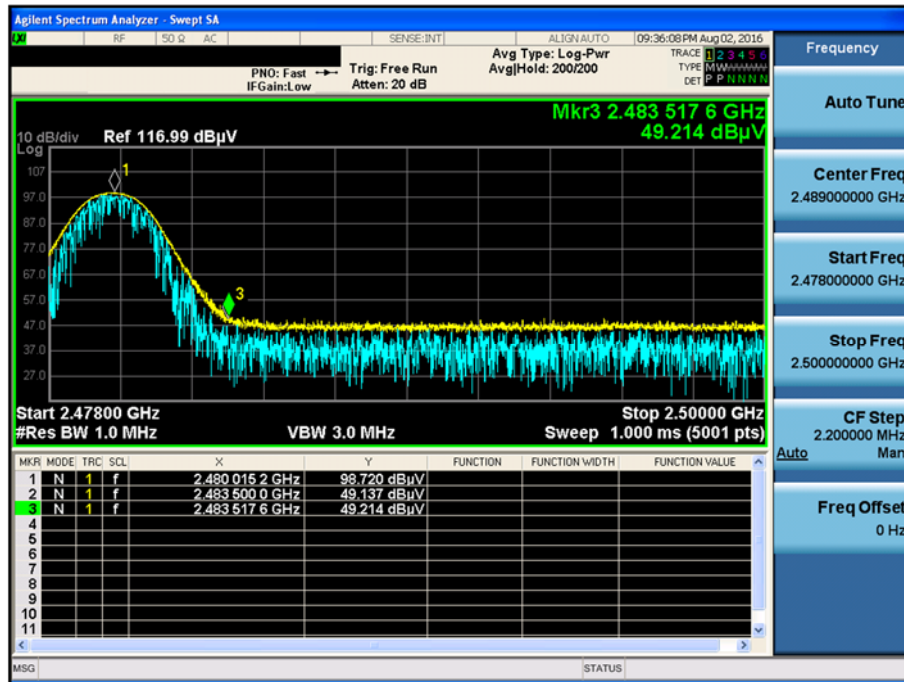 Agilent Spectrum Analyzer - Swept SA
LXI RF 50 Ω AC SENSE:INT ALIGN AUTO 09:36:08 PM Aug 02, 2016
PNO: Fast Trig: Free Run Avg Type: Log-Pwr TRACE 1 2 3 4 5 6
IFGain:Low Atten: 20 dB Avg|Hold: 200/200 TYPE M W W W W W
DET P P N N N N
Frequency
Mkr3 2.483 517 6 GHz
49.214 dBµV
10 dB/div Ref 116.99 dBµV
Log
107
97.0
87.0
77.0
67.0
57.0
47.0
37.0
27.0
1
3
Start 2.47800 GHz Stop 2.50000 GHz
#Res BW 1.0 MHz VBW 3.0 MHz Sweep 1.000 ms (5001 pts)
MKR MODE TRC SCL X Y FUNCTION FUNCTION WIDTH FUNCTION VALUE
1 N 1 f 2.480 015 2 GHz 98.720 dBµV
2 N 1 f 2.483 500 0 GHz 49.137 dBµV
3 N 1 f 2.483 517 6 GHz 49.214 dBµV
4
5
6
7
8
9
10
11
MSG STATUS
Auto Tune
Center Freq
2.489000000 GHz
Start Freq
2.478000000 GHz
Stop Freq
2.500000000 GHz
CF Step
2.200000 MHz
Auto Man
Freq Offset
0 Hz